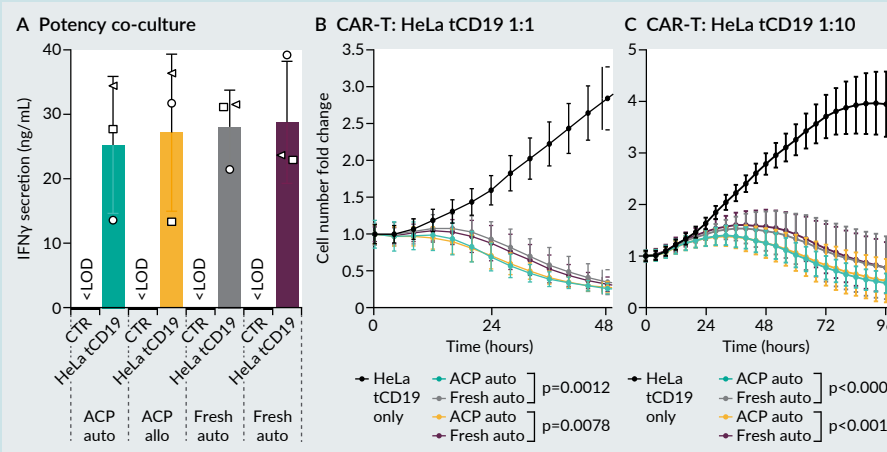 A Potency co-culture
IFNγ secretion (ng/mL)
40
30
20
10
0
<LOD
<LOD
<LOD
<LOD
CTR
HeLa tCD19
CTR
HeLa tCD19
CTR
HeLa tCD19
CTR
HeLa tCD19
ACP auto
ACP allo
Fresh auto
Fresh auto
B CAR-T: HeLa tCD19 1:1
Cell number fold change
3.5
3.0
2.5
2.0
1.5
1.0
0.5
0
0 24 48
Time (hours)
HeLa tCD19 only
ACP auto
Fresh auto
p=0.0012
ACP auto
Fresh auto
p=0.0078
C CAR-T: HeLa tCD19 1:10
5
4
3
2
1
0
0 24 48 72
Time (hours)
HeLa tCD19 only
ACP auto
Fresh auto
p<0.000
ACP auto
Fresh auto
p<0.001